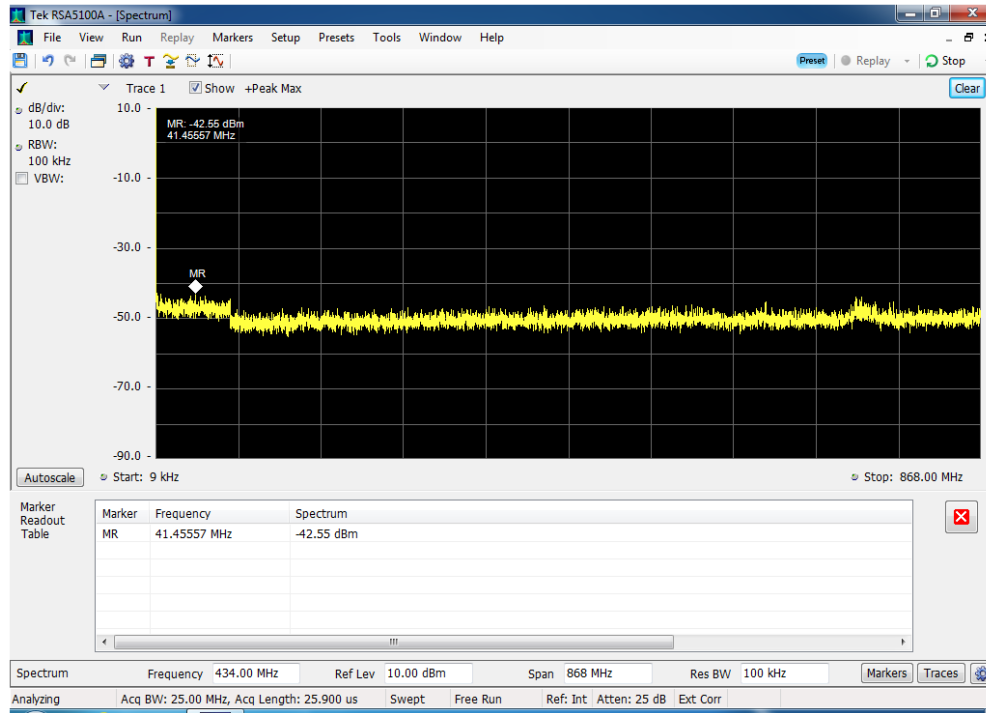 Tek RSA5100A - [Spectrum]
File View Run Replay Markers Setup Presets Tools Window Help
Preset Replay Stop
Trace 1 Show +Peak Max Clear
dB/div:
10.0 dB
RBW:
100 kHz
VBW:
10.0
-10.0
-30.0
-50.0
-70.0
-90.0
MR: -42.55 dBm
41.45557 MHz
MR
Autoscale Start: 9 kHz Stop: 868.00 MHz
Marker
Readout
Table
Marker Frequency Spectrum
MR 41.45557 MHz -42.55 dBm
Spectrum Frequency 434.00 MHz Ref Lev 10.00 dBm Span 868 MHz Res BW 100 kHz Markers Traces
Analyzing Acq BW: 25.00 MHz, Acq Length: 25.900 us Swept Free Run Ref: Int Atten: 25 dB Ext Corr